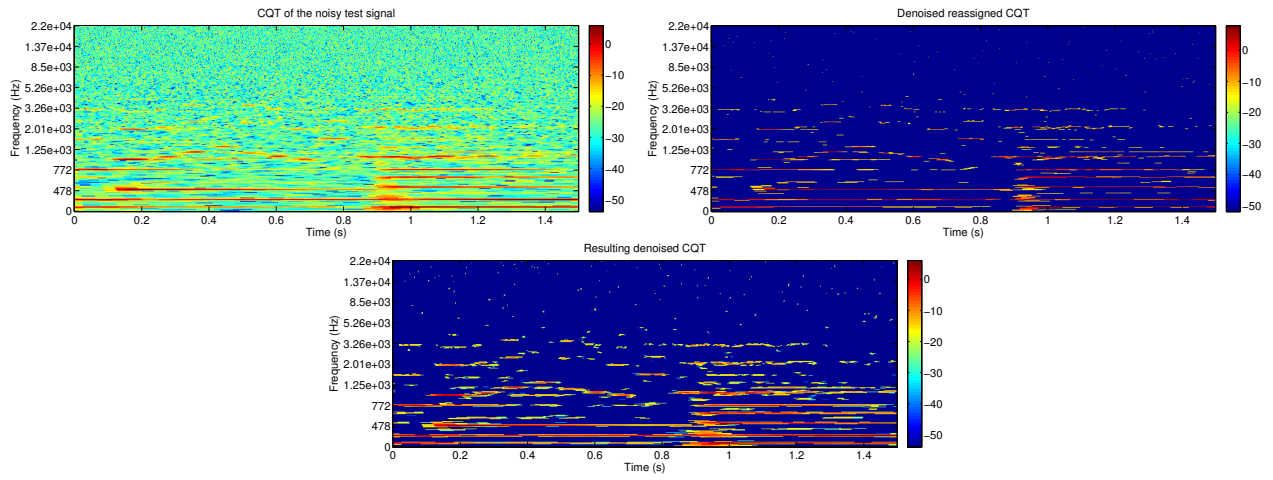 CQT of the noisy test signal
2.2e+04
1.37e+04
8.5e+03
5.26e+03
3.26e+03
2.01e+03
1.25e+03
772
478
0
Frequency (Hz)
0 0.2 0.4 0.6 0.8 1 1.2 1.4
Time (s)
0
−10
−20
−30
−40
−50
Denoised reassigned CQT
2.2e+04
1.37e+04
8.5e+03
5.26e+03
3.26e+03
2.01e+03
1.25e+03
772
478
0
Frequency (Hz)
0 0.2 0.4 0.6 0.8 1 1.2 1.4
Time (s)
0
−10
−20
−30
−40
−50
Resulting denoised CQT
2.2e+04
1.37e+04
8.5e+03
5.26e+03
3.26e+03
2.01e+03
1.25e+03
772
478
0
Frequency (Hz)
0 0.2 0.4 0.6 0.8 1 1.2 1.4
Time (s)
0
−10
−20
−30
−40
−50